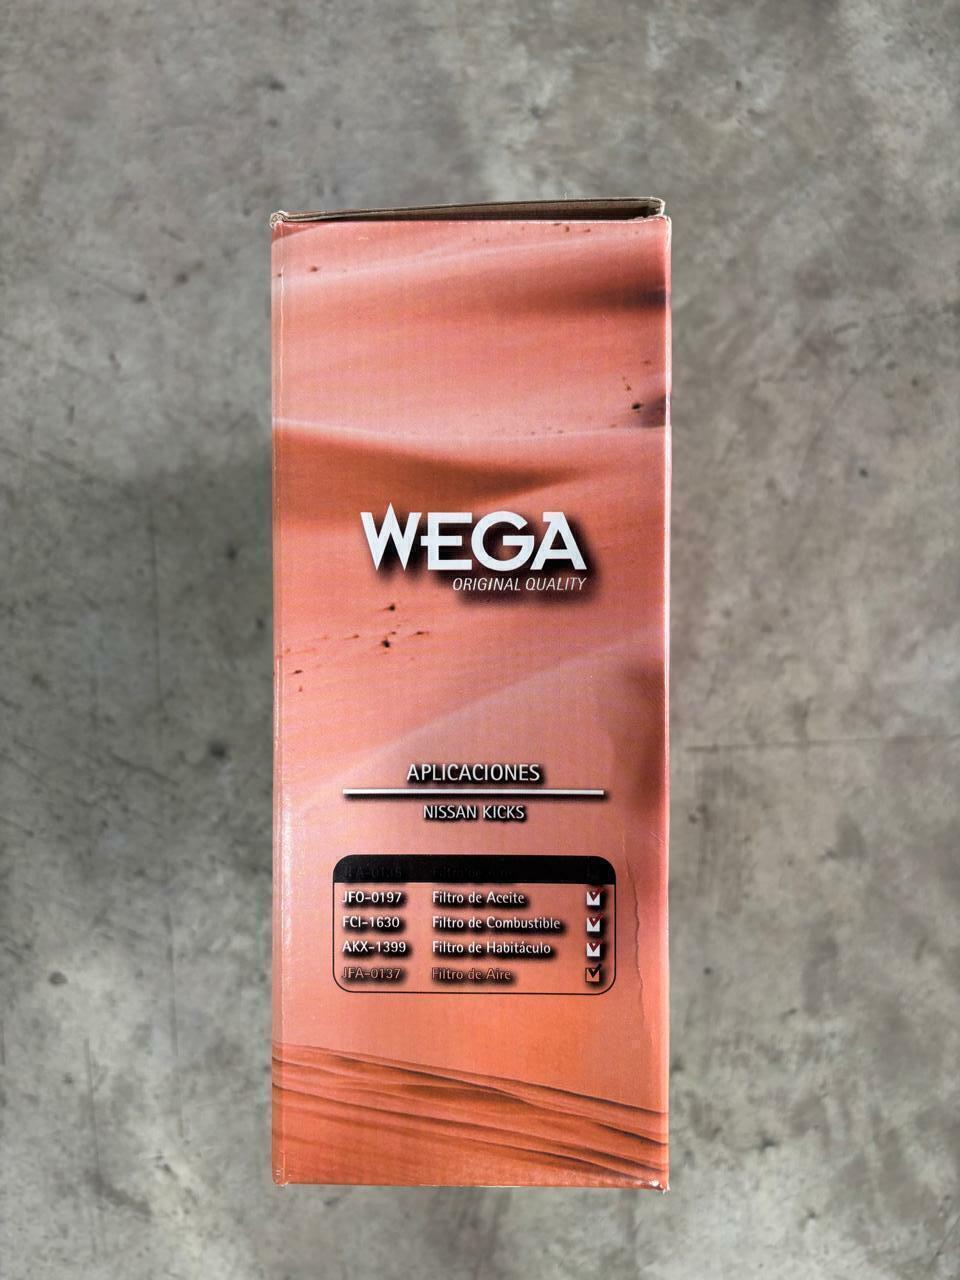 WEGA
ORIGINAL QUALITY
APLICACIONES
NISSAN KICKS
JFO-0197 Filtro de Aceite
FCI-1630 Filtro de Combustible
AKX-1399 Filtro de Habitáculo
JFA-0137 Filtro de Aire